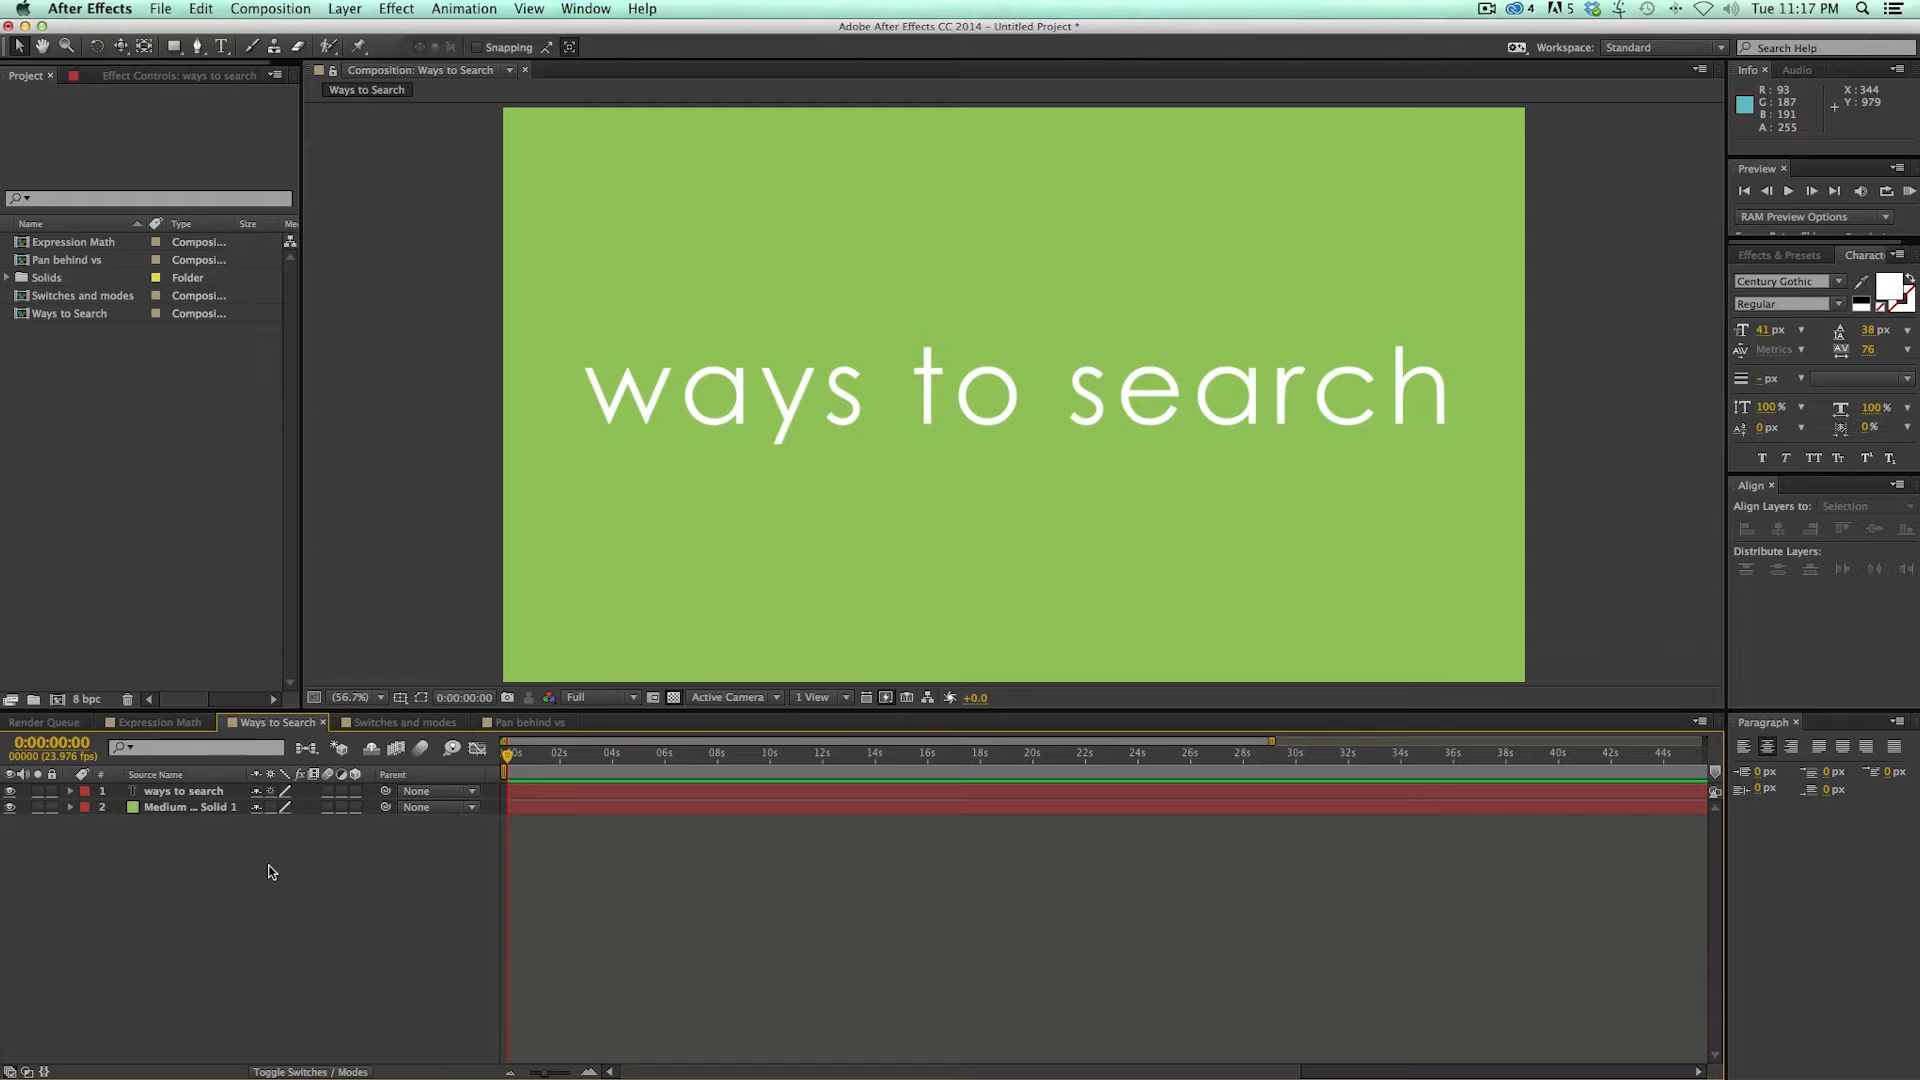 After Effects File Edit Composition Layer Effect Animation View Window Help 4 5 Tue 11:17 PM
Adobe After Effects CC 2014 – Untitled Project *
Snapping Workspace: Standard Search Help
Project Effect Controls: ways to search Composition: Ways to Search Info Audio
Ways to Search
R: 93 X: 344
G: 187 Y: 979
B: 191
A: 255
Preview
RAM Preview Options
Name Type Size
Expression Math Composi...
Pan behind vs Composi...
Solids Folder
Switches and modes Composi...
Ways to Search Composi...
ways to search
Effects & Presets Charact
Century Gothic
Regular
41 px 38 px
Metrics 76
- px
100 % 100 %
0 px 0 %
T T TT Tr T¹ T₁
Align
Align Layers to: Selection
Distribute Layers:
8 bpc (56.7%) 0:00:00:00 Full Active Camera 1 View +0.0
Render Queue Expression Math Ways to Search Switches and modes Pan behind vs
0:00:00:00
00000 (23.976 fps)
02s 04s 06s 08s 10s 12s 14s 16s 18s 20s 22s 24s 26s 28s 30s 32s 34s 36s 38s 40s 42s 44s
# Source Name fx Parent
1 T ways to search None
2 Medium ... Solid 1 None
Toggle Switches / Modes
Paragraph
0 px 0 px 0 px
0 px 0 px